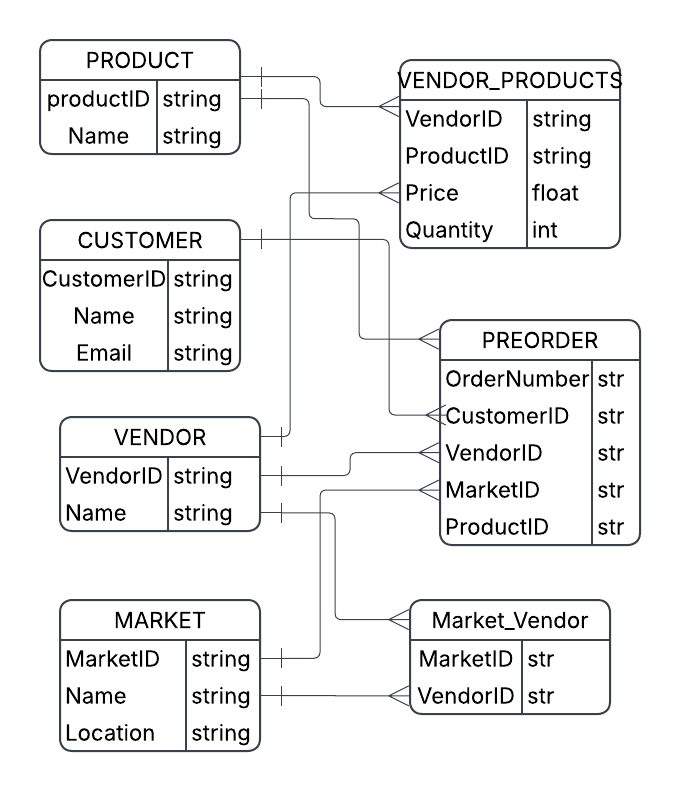 PRODUCT
productID string
Name string
VENDOR_PRODUCTS
VendorID string
ProductID string
Price float
Quantity int
CUSTOMER
CustomerID string
Name string
Email string
PREORDER
OrderNumber str
CustomerID str
VendorID str
MarketID str
ProductID str
VENDOR
VendorID string
Name string
MARKET
MarketID string
Name string
Location string
Market_Vendor
MarketID str
VendorID str